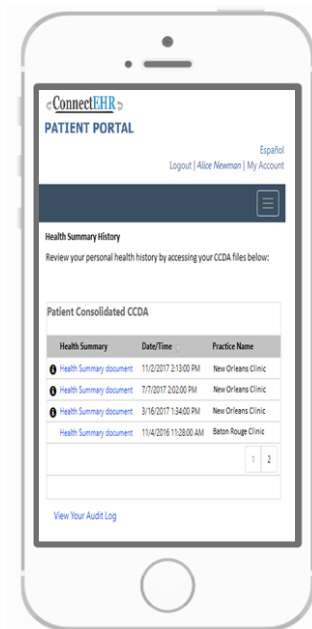 ConnectEHR
PATIENT PORTAL
Español
Logout | Alice Newman | My Account
Health Summary History
Review your personal health history by accessing your CCDA files below:
Patient Consolidated CCDA
Health Summary Date/Time Practice Name
Health Summary document 11/2/2017 2:13:00 PM New Orleans Clinic
Health Summary document 7/7/2017 2:02:00 PM New Orleans Clinic
Health Summary document 3/16/2017 1:34:00 PM New Orleans Clinic
Health Summary document 11/4/2016 11:28:00 AM Baton Rouge Clinic
1 2
View Your Audit Log